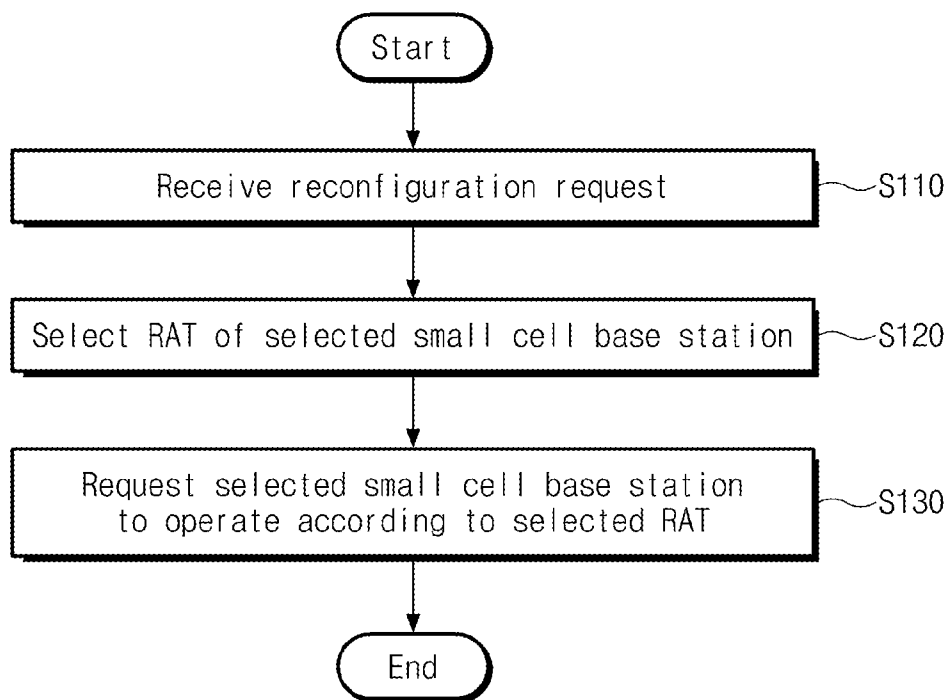 Start
Receive reconfiguration request
S110
Select RAT of selected small cell base station
S120
Request selected small cell base station
to operate according to selected RAT
S130
End